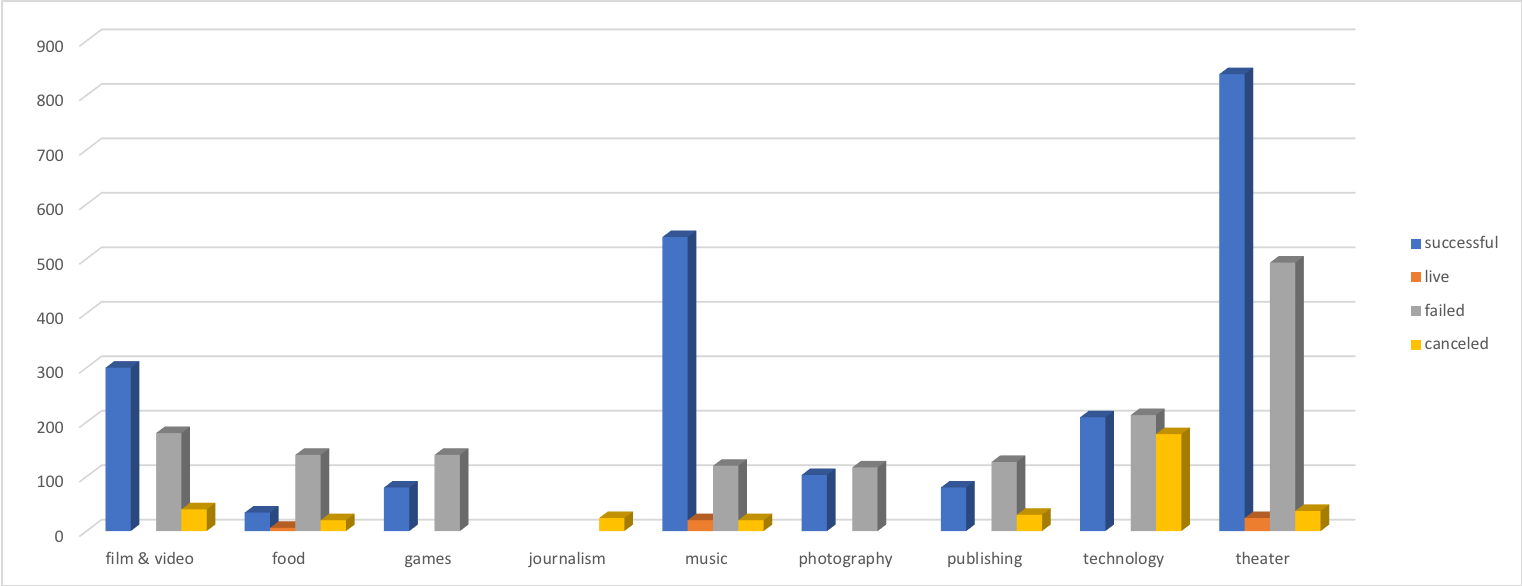 900
800
700
600
500
400
300
200
100
0
film & video food games journalism music photography publishing technology theater
successful
live
failed
canceled